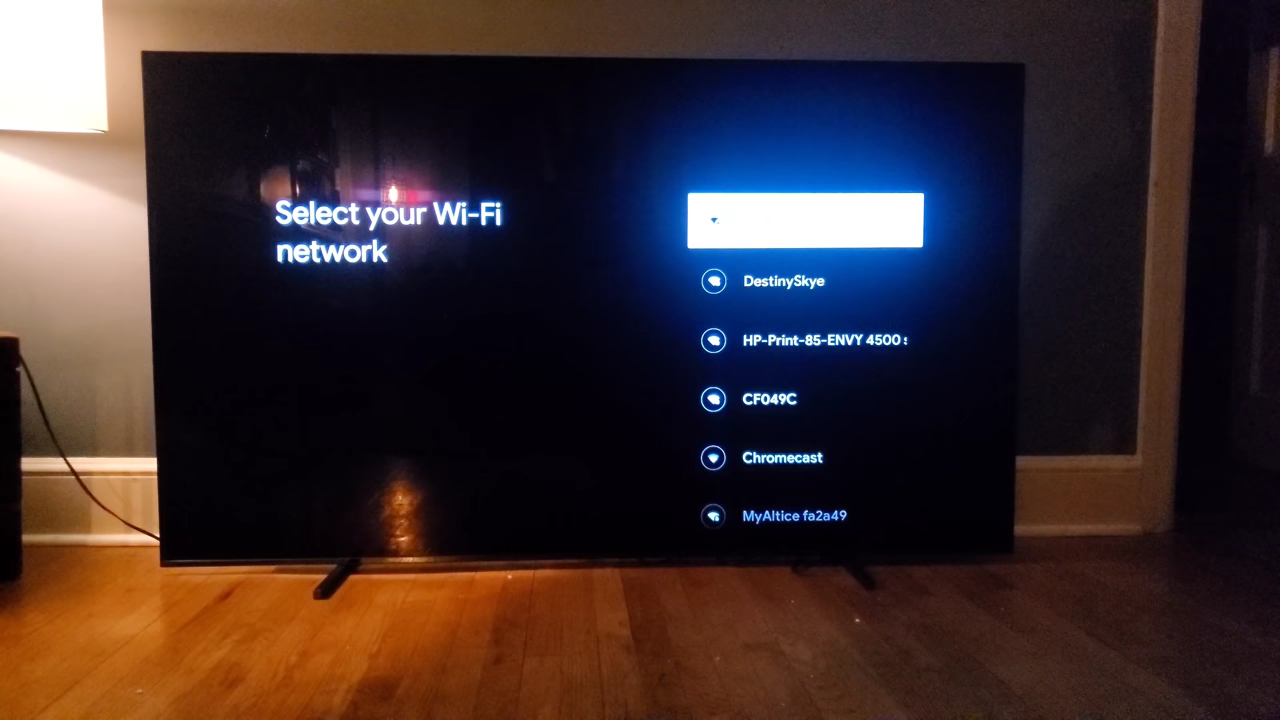 Select your Wi-Fi
network
DestinySkye
HP-Print-85-ENVY 4500 s
CF049C
Chromecast
MyAltice fa2a49